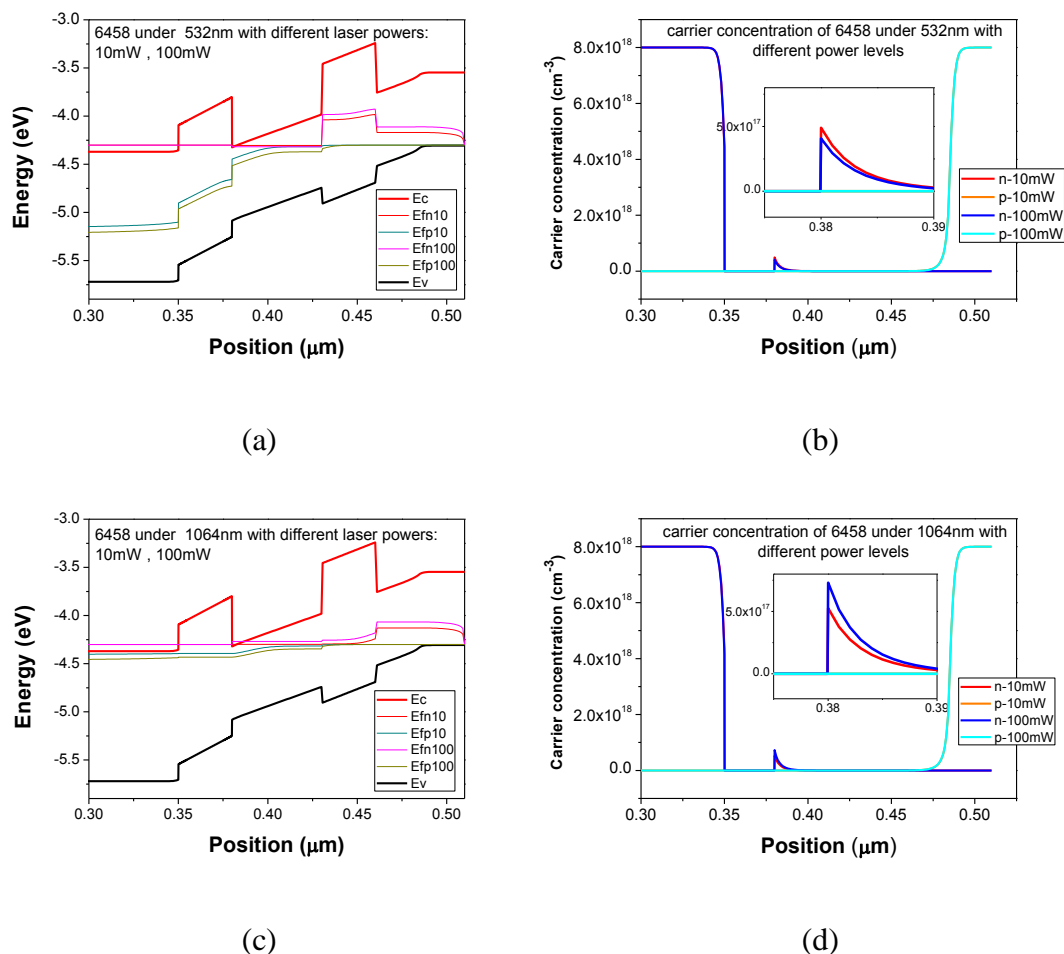 6458 under 532nm with different laser powers:
10mW , 100mW
-3.0
-3.5
-4.0
-4.5
-5.0
-5.5
Energy (eV)
Ec
Efn10
Efp10
Efn100
Efp100
Ev
0.30 0.35 0.40 0.45 0.50
Position (μm)
(a)
carrier concentration of 6458 under 532nm with
different power levels
8.0x10^18
6.0x10^18
4.0x10^18
2.0x10^18
0.0
Carrier concentration (cm^-3)
5.0x10^17
0.0
0.38 0.39
n-10mW
p-10mW
n-100mW
p-100mW
0.30 0.35 0.40 0.45 0.50
Position (μm)
(b)
6458 under 1064nm with different laser powers:
10mW , 100mW
-3.0
-3.5
-4.0
-4.5
-5.0
-5.5
Energy (eV)
Ec
Efn10
Efp10
Efn100
Efp100
Ev
0.30 0.35 0.40 0.45 0.50
Position (μm)
(c)
carrier concentration of 6458 under 1064nm with
different power levels
8.0x10^18
6.0x10^18
4.0x10^18
2.0x10^18
0.0
Carrier concentration (cm^-3)
5.0x10^17
0.0
0.38 0.39
n-10mW
p-10mW
n-100mW
p-100mW
0.30 0.35 0.40 0.45 0.50
Position (μm)
(d)